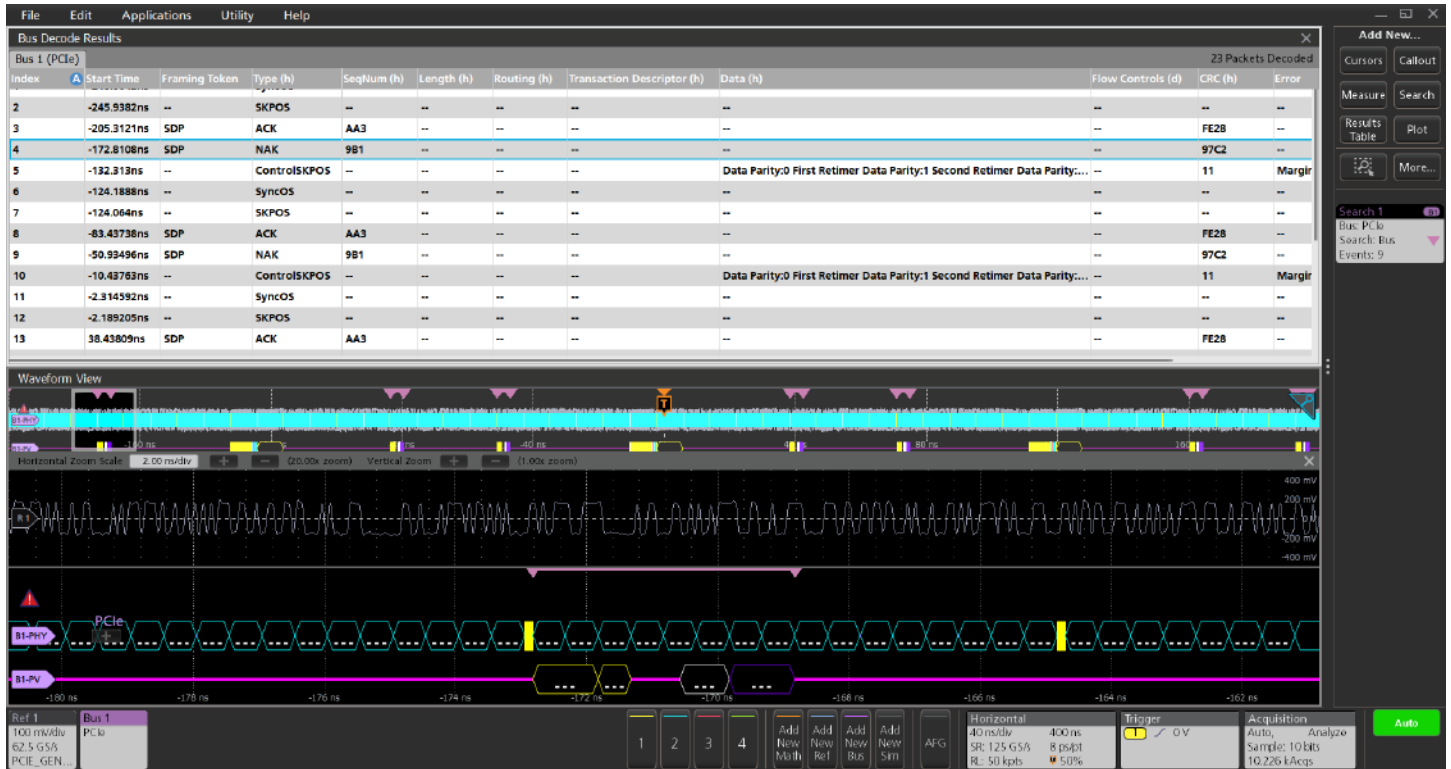 File Edit Applications Utility Help
Bus Decode Results
Bus 1 (PCIe) 23 Packets Decoded
Index Start Time Framing Token Type (h) SeqNum (h) Length (h) Routing (h) Transaction Descriptor (h) Data (h) Flow Controls (d) CRC (h) Error
2 -245.9382ns -- SKPOS -- -- -- -- -- -- -- --
3 -205.3121ns SDP ACK AA3 -- -- -- -- -- FE28 --
4 -172.8108ns SDP NAK 9B1 -- -- -- -- -- 97C2 --
5 -132.313ns -- ControlSKPOS -- -- -- -- Data Parity:0 First Retimer Data Parity:1 Second Retimer Data Parity:... -- 11 Margin
6 -124.1888ns -- SyncOS -- -- -- -- -- -- -- --
7 -124.064ns -- SKPOS -- -- -- -- -- -- -- --
8 -83.43738ns SDP ACK AA3 -- -- -- -- -- FE28 --
9 -50.93496ns SDP NAK 9B1 -- -- -- -- -- 97C2 --
10 -10.43763ns -- ControlSKPOS -- -- -- -- Data Parity:0 First Retimer Data Parity:1 Second Retimer Data Parity:... -- 11 Margin
11 -2.314592ns -- SyncOS -- -- -- -- -- -- -- --
12 -2.189205ns -- SKPOS -- -- -- -- -- -- -- --
13 38.43809ns SDP ACK AA3 -- -- -- -- -- FE28 --
Waveform View
T
B1-PHY
-40 ns 80 ns
Horizontal Zoom Scale 2.00 ns/div + − (20.00x zoom) Vertical Zoom + − (1.00x zoom)
400 mV
200 mV
R 1
-200 mV
-400 mV
PCIe
B1-PHY
B1-PV
-180 ns -178 ns -176 ns -174 ns -172 ns -170 ns -168 ns -166 ns -164 ns -162 ns
Add New...
Cursors Callout
Measure Search
Results Table Plot
More...
Search 1 B1
Bus: PCIe
Search: Bus
Events: 9
Ref 1
100 mV/div
62.5 GS/s
PCIE_GEN...
Bus 1
PCIe
1 2 3 4
Add New Math
Add New Ref
Add New Bus
Add New Sim
AFG
Horizontal
40 ns/div 400 ns
SR: 125 GS/s 8 ps/pt
RL: 50 kpts 50%
Trigger
1 0 V
Acquisition
Auto, Analyze
Sample: 10 bits
10.226 kAcqs
Auto